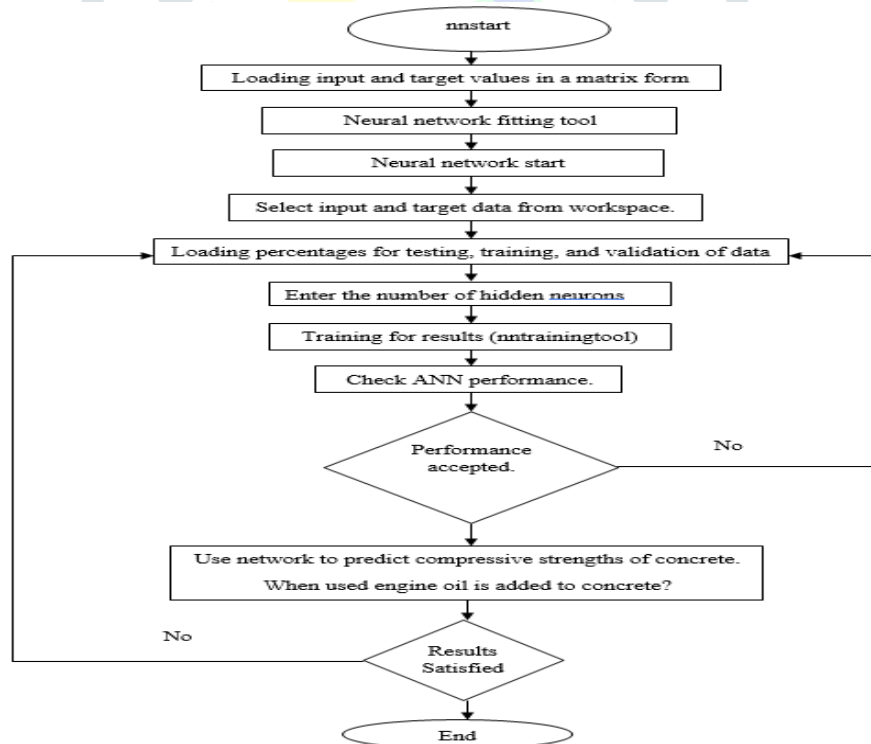 nnstart
Loading input and target values in a matrix form
Neural network fitting tool
Neural network start
Select input and target data from workspace.
Loading percentages for testing, training, and validation of data
Enter the number of hidden neurons
Training for results (nntrainingtool)
Check ANN performance.
Performance
accepted.
No
Use network to predict compressive strengths of concrete.
When used engine oil is added to concrete?
No
Results
Satisfied
End